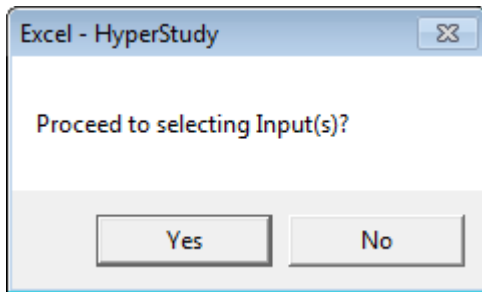 Excel - HyperStudy
Proceed to selecting Input(s)?
Yes No